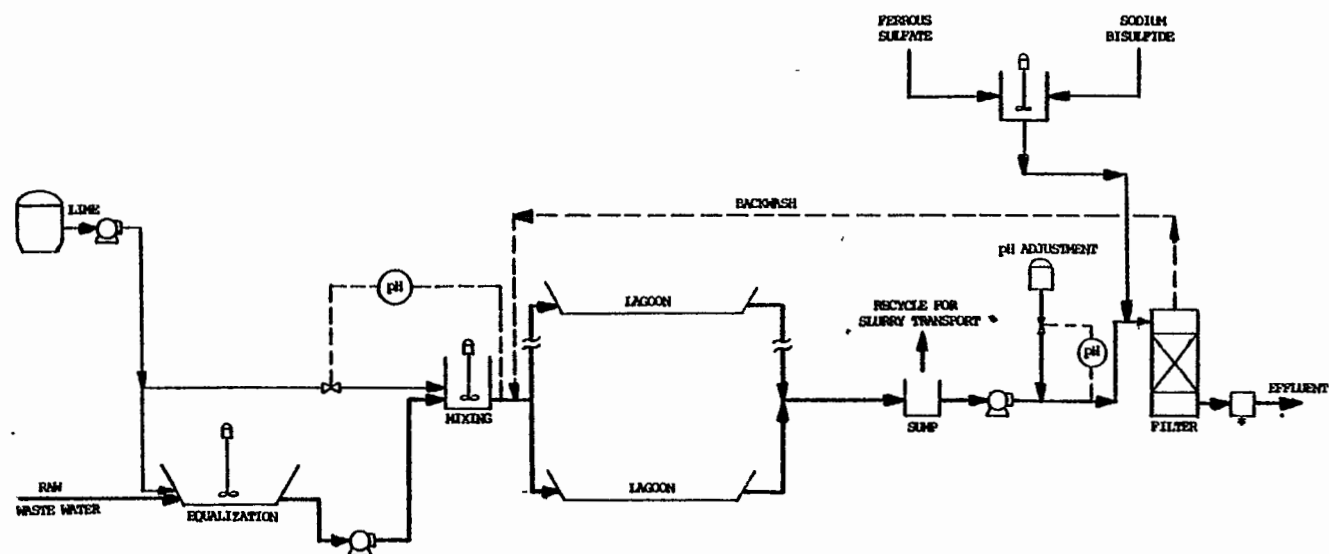 FERROUS
SULFATE
SODIUM
BISULFIDE
LIME
BACKWASH
pH ADJUSTMENT
pH
LAGOON
RECYCLE FOR
SLURRY TRANSPORT
pH
EFFLUENT
MIXING
SUMP
FILTER
*
RAW
WASTE WATER
EQUALIZATION
LAGOON